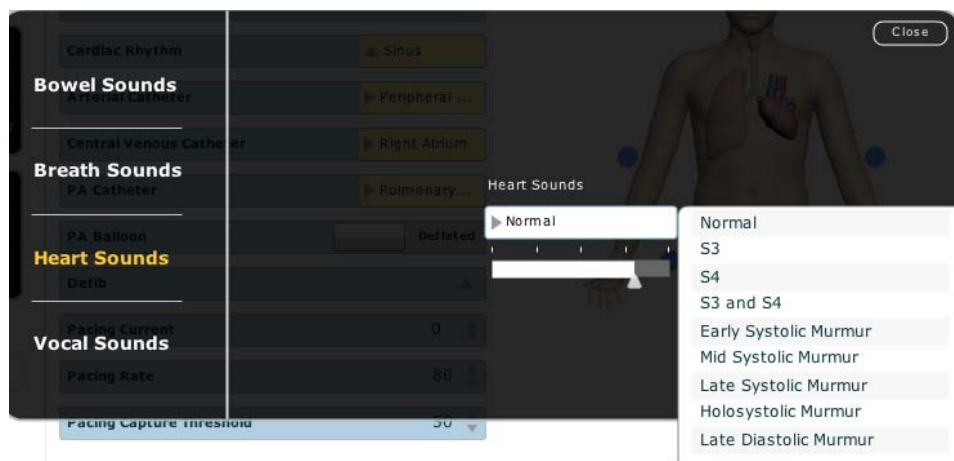 Close
Cardiac Rhythm
Sinus
Bowel Sounds
Arterial Catheter
Peripheral ...
Central Venous Catheter
Right Atrium
Breath Sounds
PA Catheter
Pulmonary...
Heart Sounds
Normal
PA Balloon
Deflated
Heart Sounds
Defib
Pacing Current
0
Vocal Sounds
Pacing Rate
80
Pacing Capture Threshold
50
Normal
S3
S4
S3 and S4
Early Systolic Murmur
Mid Systolic Murmur
Late Systolic Murmur
Holosystolic Murmur
Late Diastolic Murmur